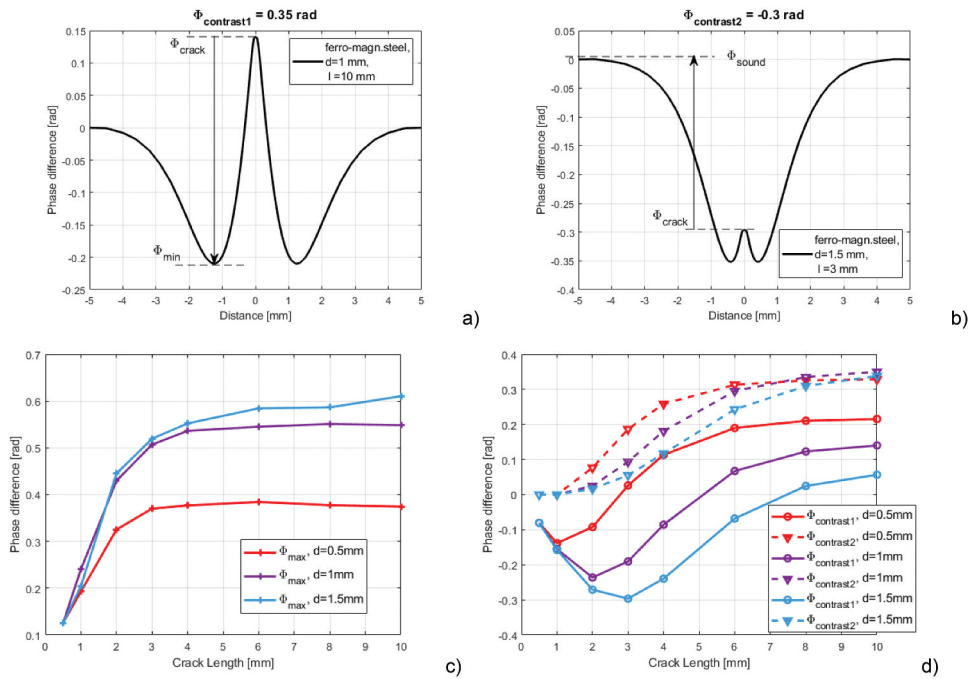 Φcontrast1 = 0.35 rad
Φcrack
Φmin
ferro-magn.steel,
d=1 mm,
l =10 mm
0.15
0.1
0.05
0
-0.05
-0.1
-0.15
-0.2
-0.25
Phase difference [rad]
-5 -4 -3 -2 -1 0 1 2 3 4 5
Distance [mm]
a)
Φcontrast2 = -0.3 rad
Φsound
Φcrack
ferro-magn.steel,
d=1.5 mm,
l =3 mm
0
-0.05
-0.1
-0.15
-0.2
-0.25
-0.3
-0.35
-0.4
Phase difference [rad]
-5 -4 -3 -2 -1 0 1 2 3 4 5
Distance [mm]
b)
0.7
0.6
0.5
0.4
0.3
0.2
0.1
Phase difference [rad]
Φmax, d=0.5mm
Φmax, d=1mm
Φmax, d=1.5mm
0 1 2 3 4 5 6 7 8 9 10
Crack Length [mm]
c)
0.4
0.3
0.2
0.1
0
-0.1
-0.2
-0.3
-0.4
Phase difference [rad]
Φcontrast1, d=0.5mm
Φcontrast2, d=0.5mm
Φcontrast1, d=1mm
Φcontrast2, d=1mm
Φcontrast1, d=1.5mm
Φcontrast2, d=1.5mm
0 1 2 3 4 5 6 7 8 9 10
Crack Length [mm]
d)